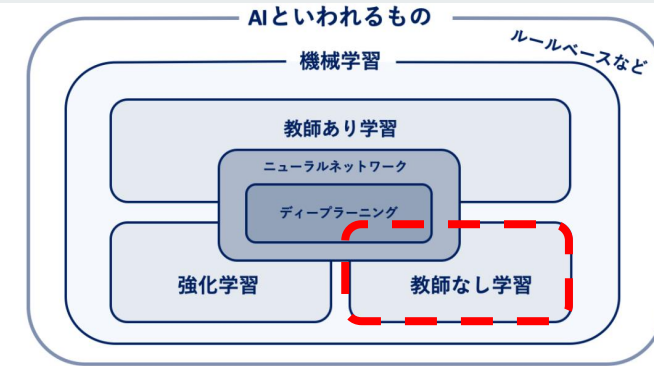 AIといわれるもの
ルールベースなど
機械学習
教師あり学習
ニューラルネットワーク
ディープラーニング
強化学習
教師なし学習